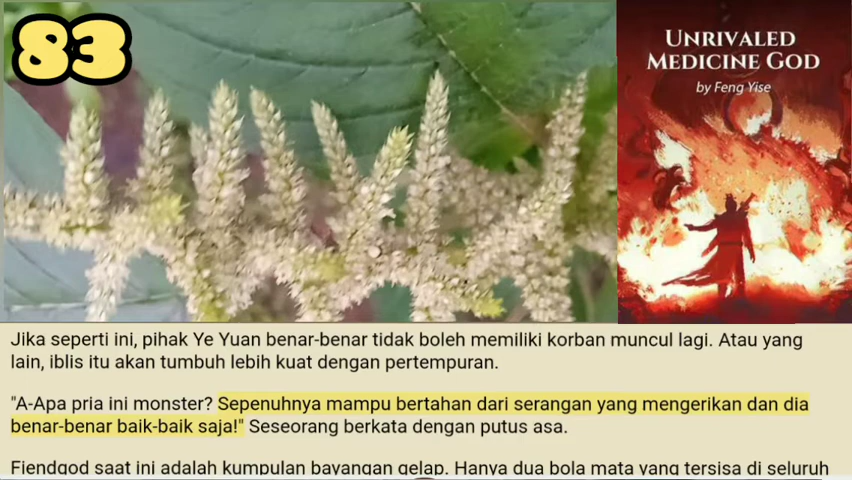 83
UNRIVALED
MEDICINE GOD
by Feng Yise
Jika seperti ini, pihak Ye Yuan benar-benar tidak boleh memiliki korban muncul lagi. Atau yang
lain, iblis itu akan tumbuh lebih kuat dengan pertempuran.
"A-Apa pria ini monster? Sepenuhnya mampu bertahan dari serangan yang mengerikan dan dia
benar-benar baik-baik saja!" Seseorang berkata dengan putus asa.
Fiendgod saat ini adalah kumpulan bayangan gelap. Hanya dua bola mata yang tersisa di seluruh